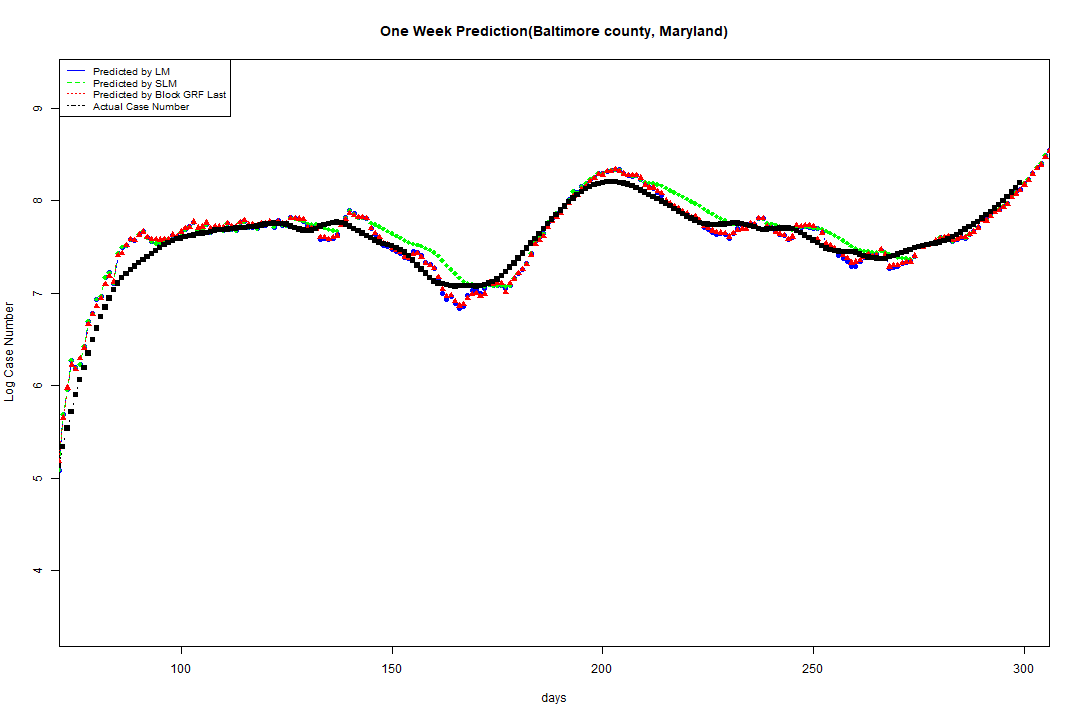 One Week Prediction(Baltimore county, Maryland)
Predicted by LM
Predicted by SLM
Predicted by Block GRF Last
Actual Case Number
9
8
7
6
5
4
Log Case Number
100 150 200 250 300
days